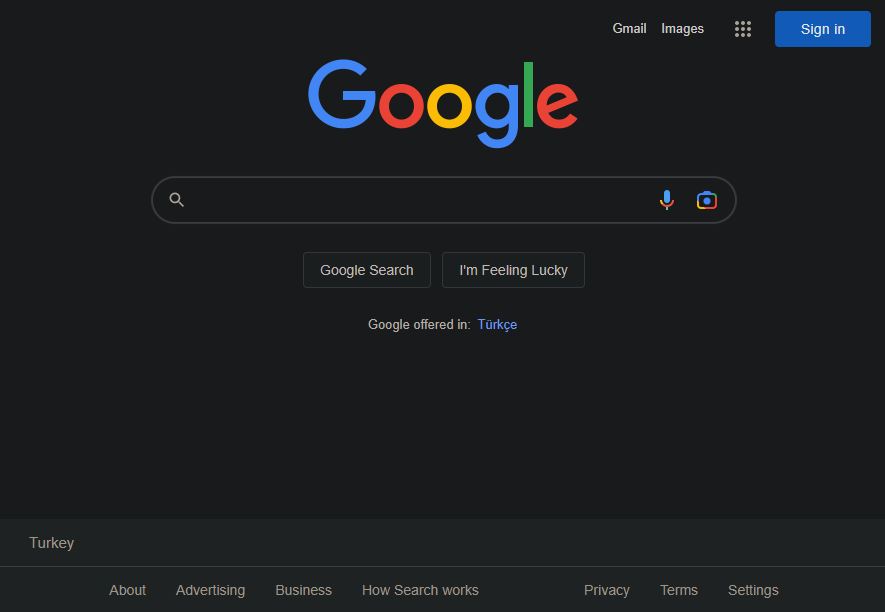 Gmail Images Sign in
Google
Google Search I'm Feeling Lucky
Google offered in: Türkçe
Turkey
About Advertising Business How Search works Privacy Terms Settings